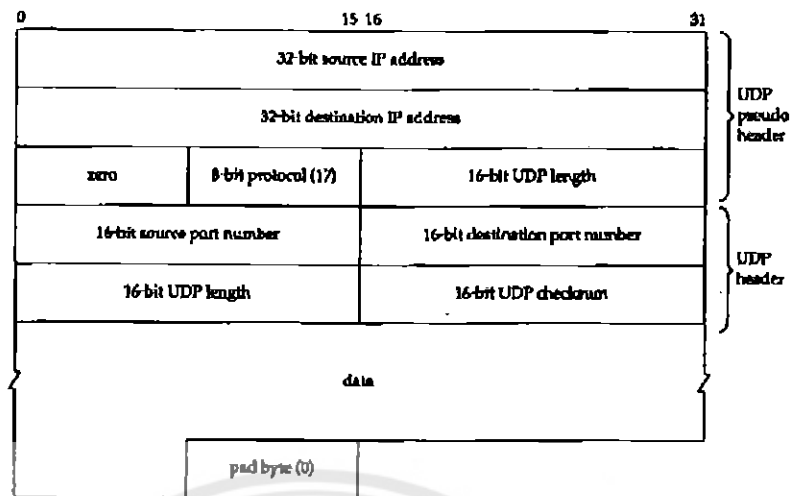 0 15 16 31
32-bit source IP address
32-bit destination IP address
zero 8-bit protocol (17) 16-bit UDP length
UDP
pseudo
header
16-bit source port number 16-bit destination port number
16-bit UDP length 16-bit UDP checksum
UDP
header
data
pad byte (0)